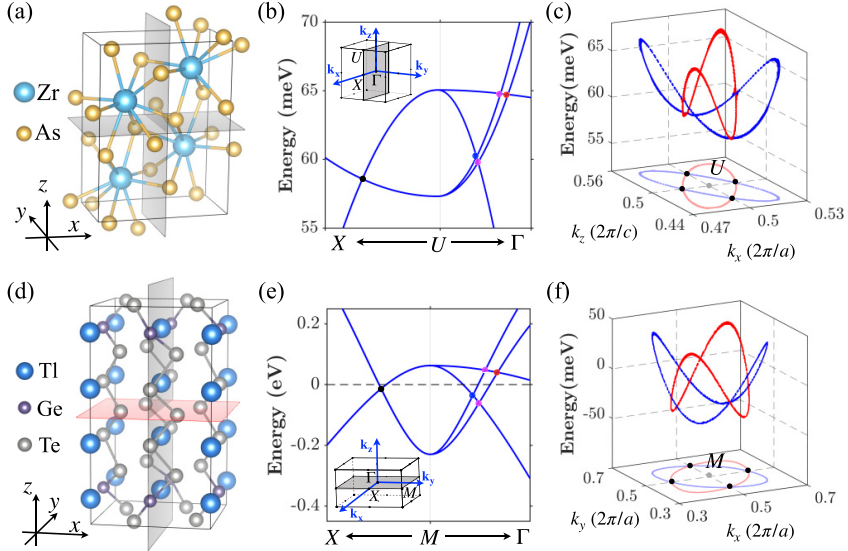 (a)
Zr
As
z
y
x
(b)
Energy (meV)
70
65
60
55
k_z
U
k_x
k_y
Γ
X
X
U
Γ
(c)
Energy(meV)
65
60
55
U
0.56
0.5
0.44
0.47
0.5
0.53
k_z (2π/c)
k_x (2π/a)
(d)
Tl
Ge
Te
z
y
x
(e)
Energy (eV)
0.2
0
-0.2
-0.4
k_z
Γ
k_y
X
M
k_x
X
M
Γ
(f)
Energy(meV)
50
0
-50
M
0.7
0.5
0.3
0.3
0.5
0.7
k_y (2π/a)
k_x (2π/a)